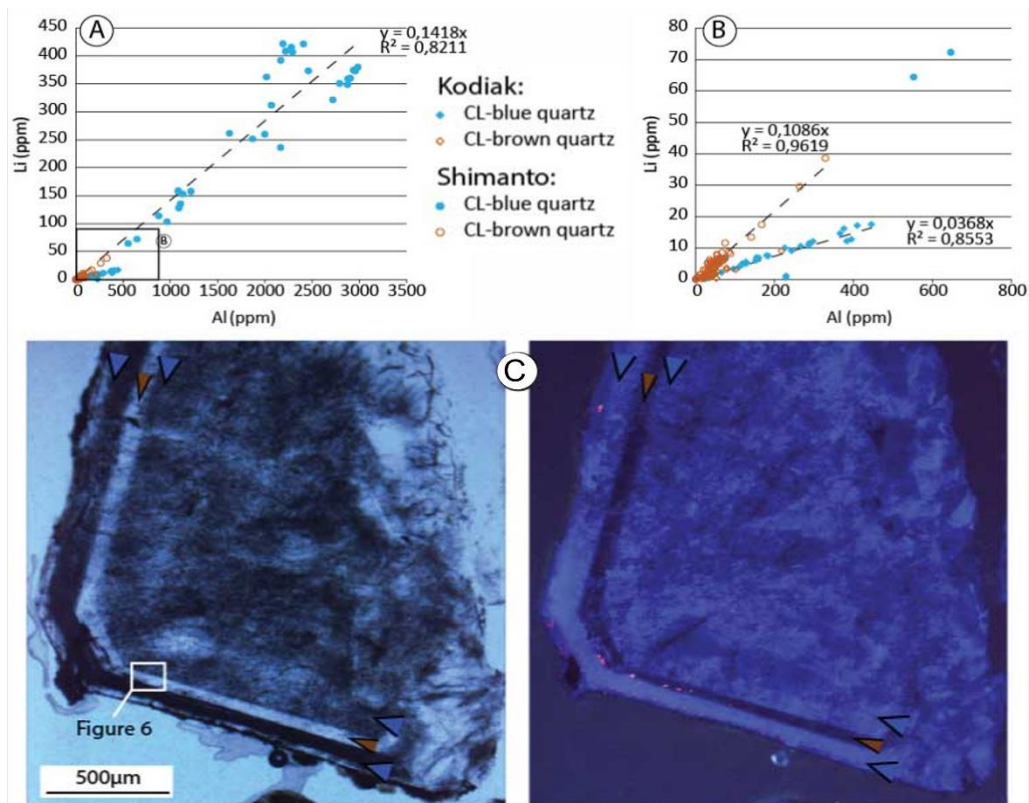 A
450
400
350
300
250
200
150
100
50
0
Li (ppm)
0 500 1000 1500 2000 2500 3000 3500
Al (ppm)
y = 0,1418x
R² = 0,8211
B
Kodiak:
CL-blue quartz
CL-brown quartz
Shimanto:
CL-blue quartz
CL-brown quartz
B
80
70
60
50
40
30
20
10
0
Li (ppm)
0 200 400 600 800
Al (ppm)
y = 0,1086x
R² = 0,9619
y = 0,0368x
R² = 0,8553
C
Figure 6
500µm